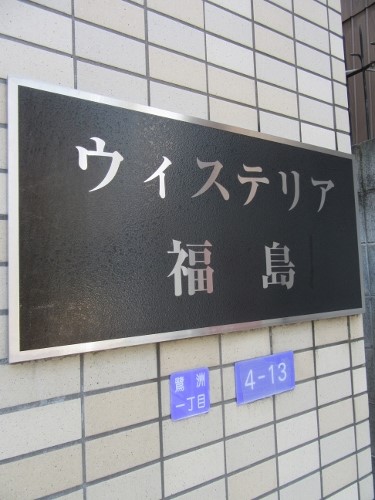 ウィステリア
福島
鷺洲
一丁目
4-13